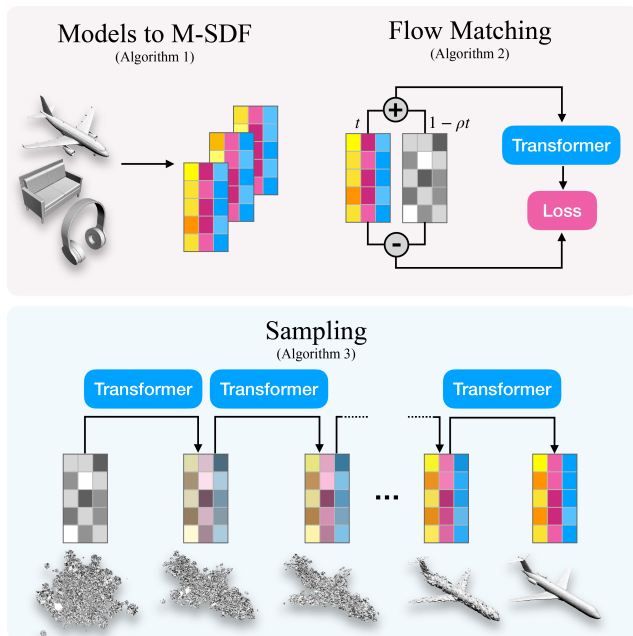 Models to M-SDF
(Algorithm 1)
Flow Matching
(Algorithm 2)
t
+
1 − ρt
Transformer
Loss
-
Sampling
(Algorithm 3)
Transformer
Transformer
Transformer
...